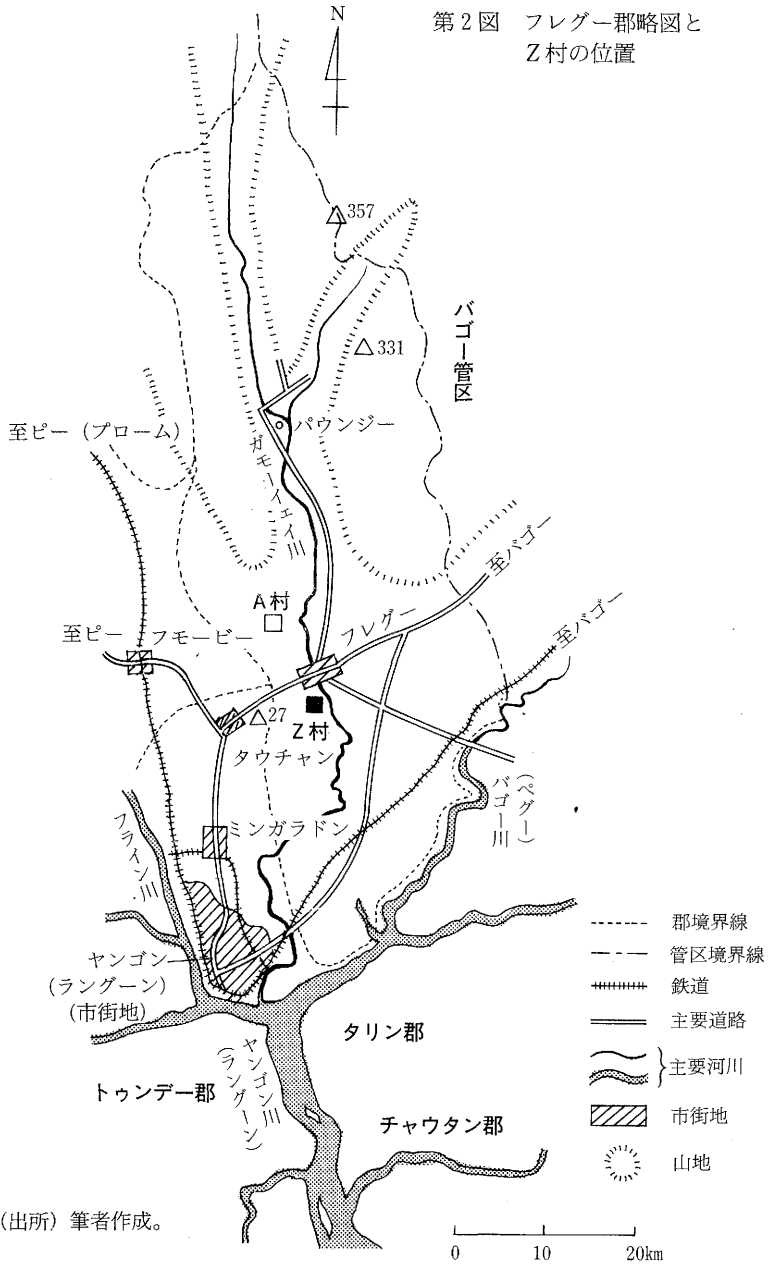 第2図 フレグー郡略図と
Z村の位置
N
357
331
バゴー管区
至ピー（プローム）
パウンジー
ガモーイェイ川
至バゴー
A村
フレグー
至バゴー
至ピー
フモービー
27
Z村
タウチャン
（ペグー）
バゴー川
ミンガラドン
フライン川
ヤンゴン
（ラングーン）
（市街地）
タリン郡
ヤンゴン川
（ラングーン）
トゥンデー郡
チャウタン郡
郡境界線
管区境界線
鉄道
主要道路
主要河川
市街地
山地
（出所）筆者作成。
0 10 20km